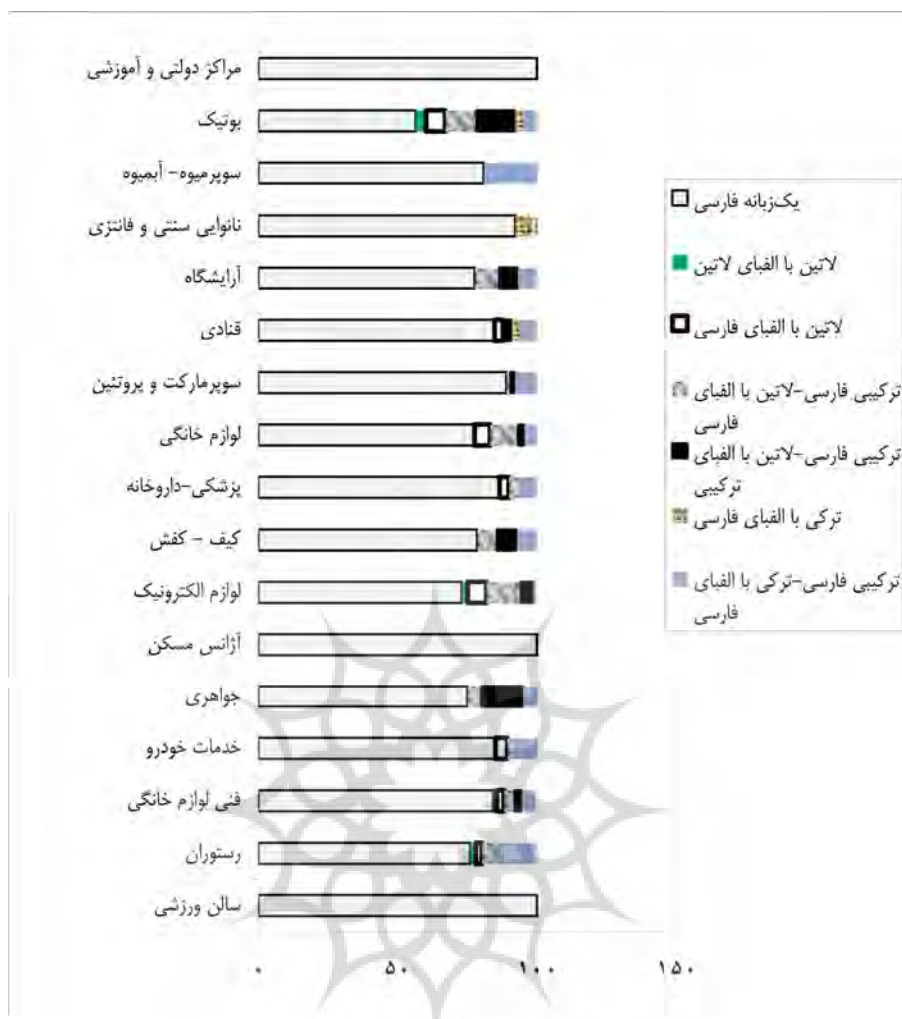 مراکز دولتی و آموزشی
بوتیک
سوپرمیوه- آبمیوه
نانوایی سنتی و فانتزی
آرایشگاه
قنادی
سوپرمارکت و پروتئین
لوازم خانگی
پزشکی-داروخانه
کیف - کفش
لوازم الکترونیک
آژانس مسکن
جواهری
خدمات خودرو
فنی لوازم خانگی
رستوران
سالن ورزشی
۰ ۵۰ ۱۰۰ ۱۵۰
یک‌زبانه فارسی
لاتین با الفبای لاتین
لاتین با الفبای فارسی
ترکیبی فارسی-لاتین با الفبای
فارسی
ترکیبی فارسی-لاتین با الفبای
ترکیبی
ترکی با الفبای فارسی
ترکیبی فارسی-ترکی با الفبای
فارسی